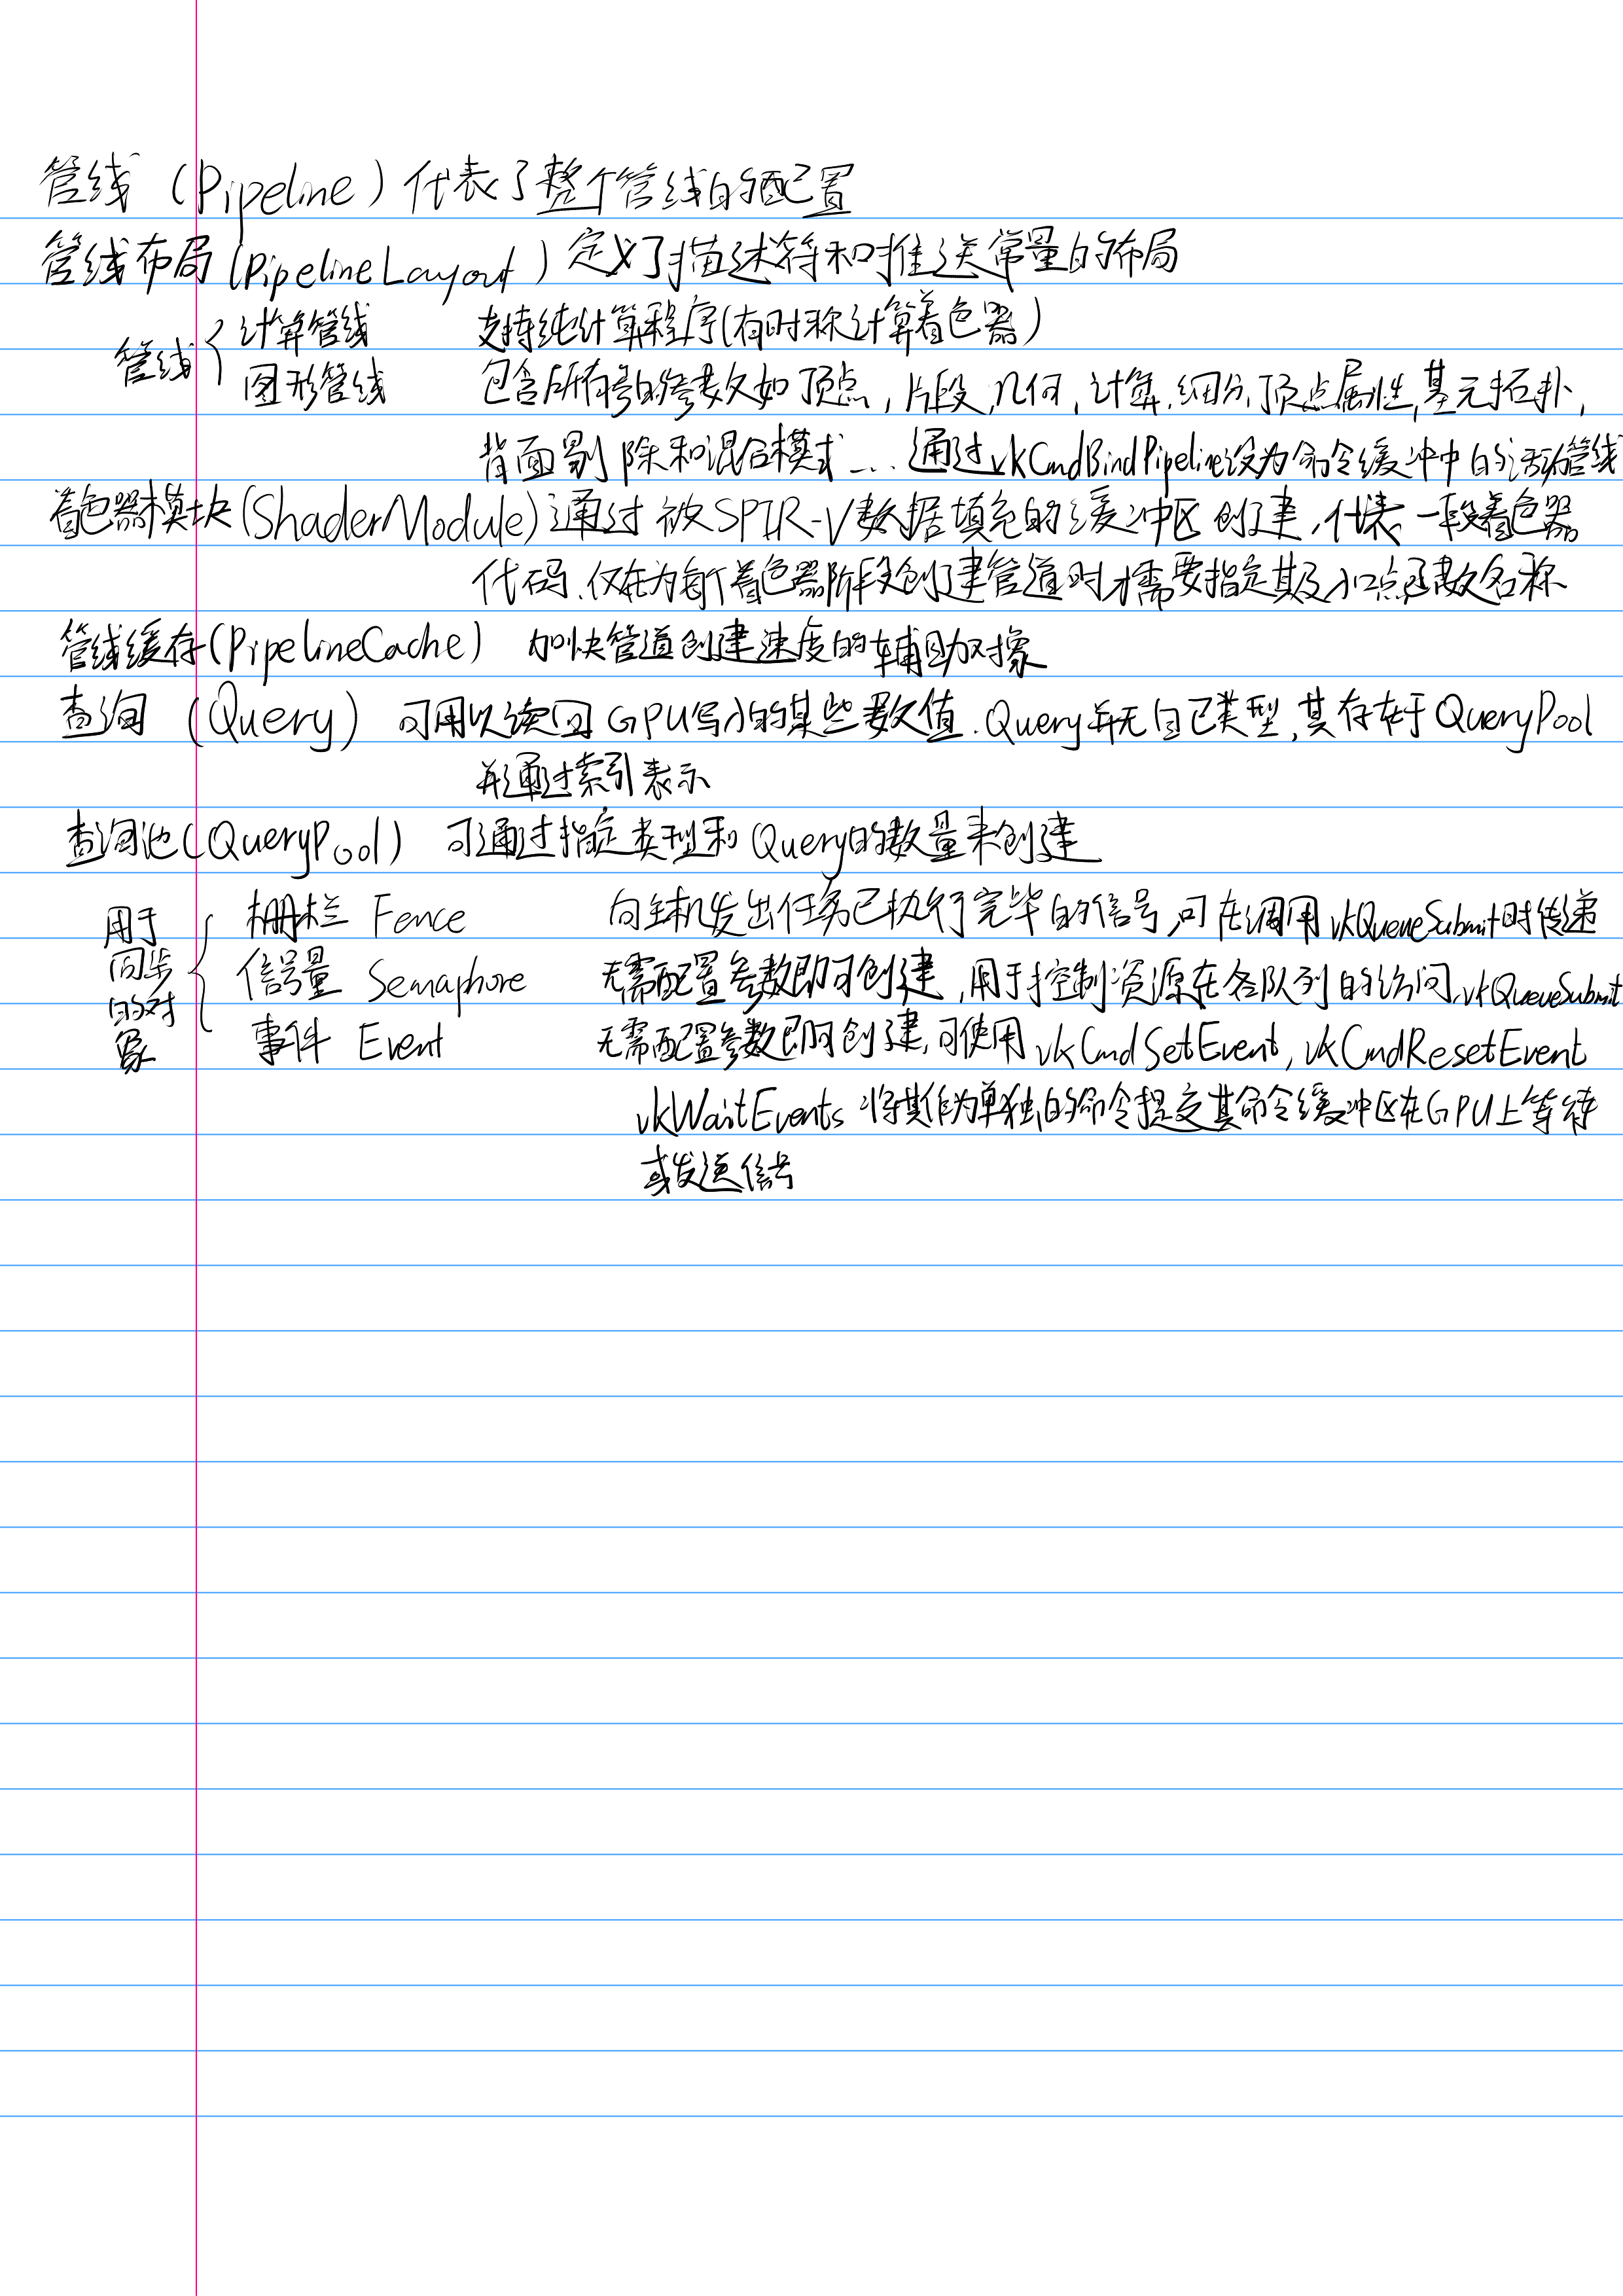 管线 (Pipeline) 代表了整个管线的配置
管线布局 (PipelineLayout) 定义了描述符和推送常量的布局
管线 { 计算管线 支持纯计算程序(有时称计算着色器)
图形管线 包含所有的参数如顶点, 片段, 几何, 计算, 细分, 顶点属性, 基元拓扑,
背面剔除和混合模式... 通过vkCmdBindPipeline设为命令缓冲中的活动管线
着色器模块(ShaderModule) 通过被SPIR-V数据填充的缓冲区创建, 代表一段着色器
代码. 仅在为每个着色器阶段创建管道时才需要指定其及入口点函数名称
管线缓存(PipelineCache) 加快管道创建速度的辅助对象
查询 (Query) 可用以读回GPU写入的某些数值. Query并无自己类型, 其存在于QueryPool
并通过索引表示
查询池(QueryPool) 可通过指定类型和Query的数量来创建
用于同步的对象 { 栅栏 Fence 向主机发出任务已执行完毕的信号, 可在调用vkQueueSubmit时传递
信号量 Semaphore 无需配置参数即可创建, 用于控制资源在各队列的访问. vkQueueSubmit
事件 Event 无需配置参数即可创建, 可使用vkCmdSetEvent, vkCmdResetEvent
vkWaitEvents 将其作为单独的命令提交其命令缓冲区在GPU上等待
或发送信号